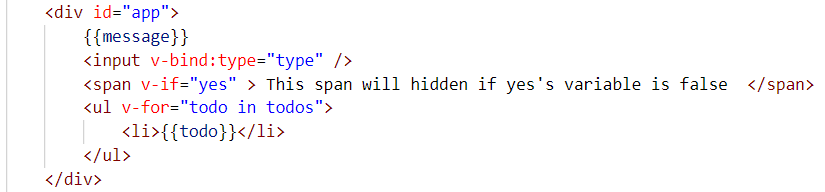 <div id="app">
{{message}}
<input v-bind:type="type" />
<span v-if="yes" > This span will hidden if yes's variable is false  </span>
<ul v-for="todo in todos">
<li>{{todo}}</li>
</ul>
</div>